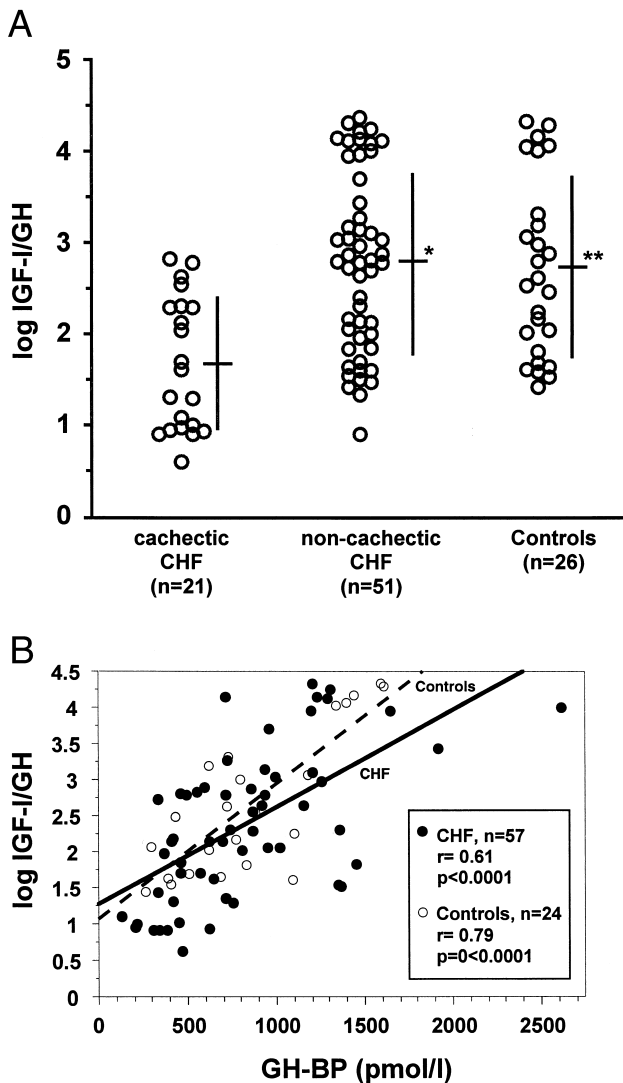 A
5
4
3
2
1
0
log IGF-I/GH
*
**
cachectic
CHF
(n=21)
non-cachectic
CHF
(n=51)
Controls
(n=26)
B
4.5
4
3.5
3
2.5
2
1.5
1
0.5
0
log IGF-I/GH
Controls
CHF
CHF, n=57
r= 0.61
p<0.0001
Controls, n=24
r= 0.79
p=0<0.0001
0
500
1000
1500
2000
2500
GH-BP (pmol/l)